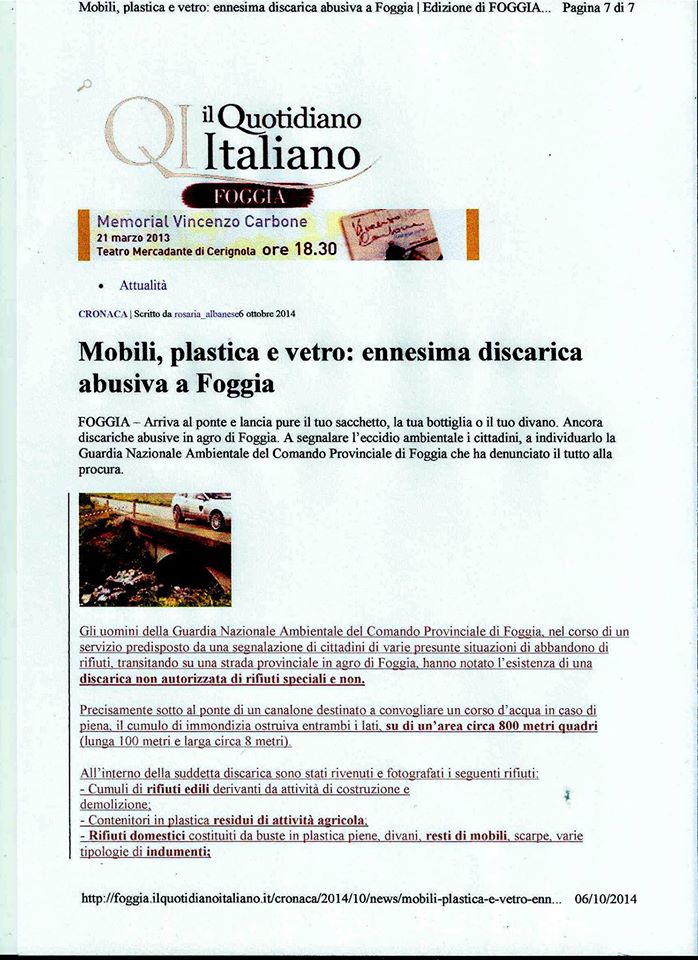 Mobili, plastica e vetro: ennesima discarica abusiva a Foggia | Edizione di FOGGIA... Pagina 7 di 7
QI il Quotidiano
Italiano
FOGGIA
Memorial Vincenzo Carbone
21 marzo 2013
Teatro Mercadante di Cerignola ore 18.30
Vincenzo
Carbone
• Attualità
CRONACA | Scritto da rosaria_albanese6 ottobre 2014
Mobili, plastica e vetro: ennesima discarica
abusiva a Foggia
FOGGIA – Arriva al ponte e lancia pure il tuo sacchetto, la tua bottiglia o il tuo divano. Ancora
discariche abusive in agro di Foggia. A segnalare l'eccidio ambientale i cittadini, a individuarlo la
Guardia Nazionale Ambientale del Comando Provinciale di Foggia che ha denunciato il tutto alla
procura.
Gli uomini della Guardia Nazionale Ambientale del Comando Provinciale di Foggia, nel corso di un
servizio predisposto da una segnalazione di cittadini di varie presunte situazioni di abbandono di
rifiuti, transitando su una strada provinciale in agro di Foggia, hanno notato l'esistenza di una
discarica non autorizzata di rifiuti speciali e non.
Precisamente sotto al ponte di un canalone destinato a convogliare un corso d'acqua in caso di
piena, il cumulo di immondizia ostruiva entrambi i lati, su di un'area circa 800 metri quadri
(lunga 100 metri e larga circa 8 metri).
All'interno della suddetta discarica sono stati rivenuti e fotografati i seguenti rifiuti:
- Cumuli di rifiuti edili derivanti da attività di costruzione e
demolizione;
- Contenitori in plastica residui di attività agricola;
- Rifiuti domestici costituiti da buste in plastica piene, divani, resti di mobili, scarpe, varie
tipologie di indumenti;
http://foggia.ilquotidianoitaliano.it/cronaca/2014/10/news/mobili-plastica-e-vetro-enn... 06/10/2014